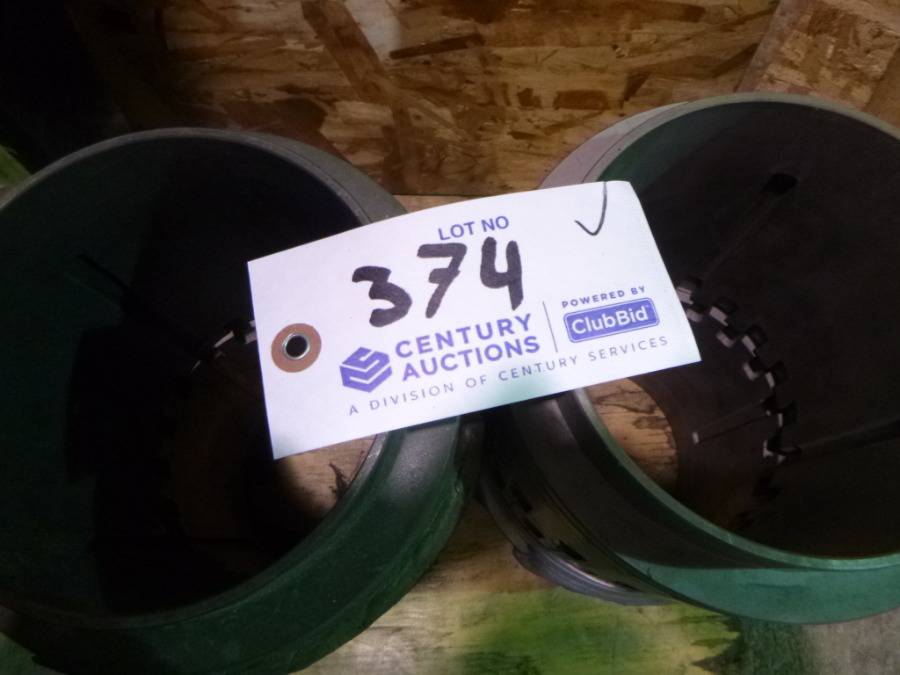 LOT NO
374
CENTURY
AUCTIONS
POWERED BY
ClubBid
A DIVISION OF CENTURY SERVICES